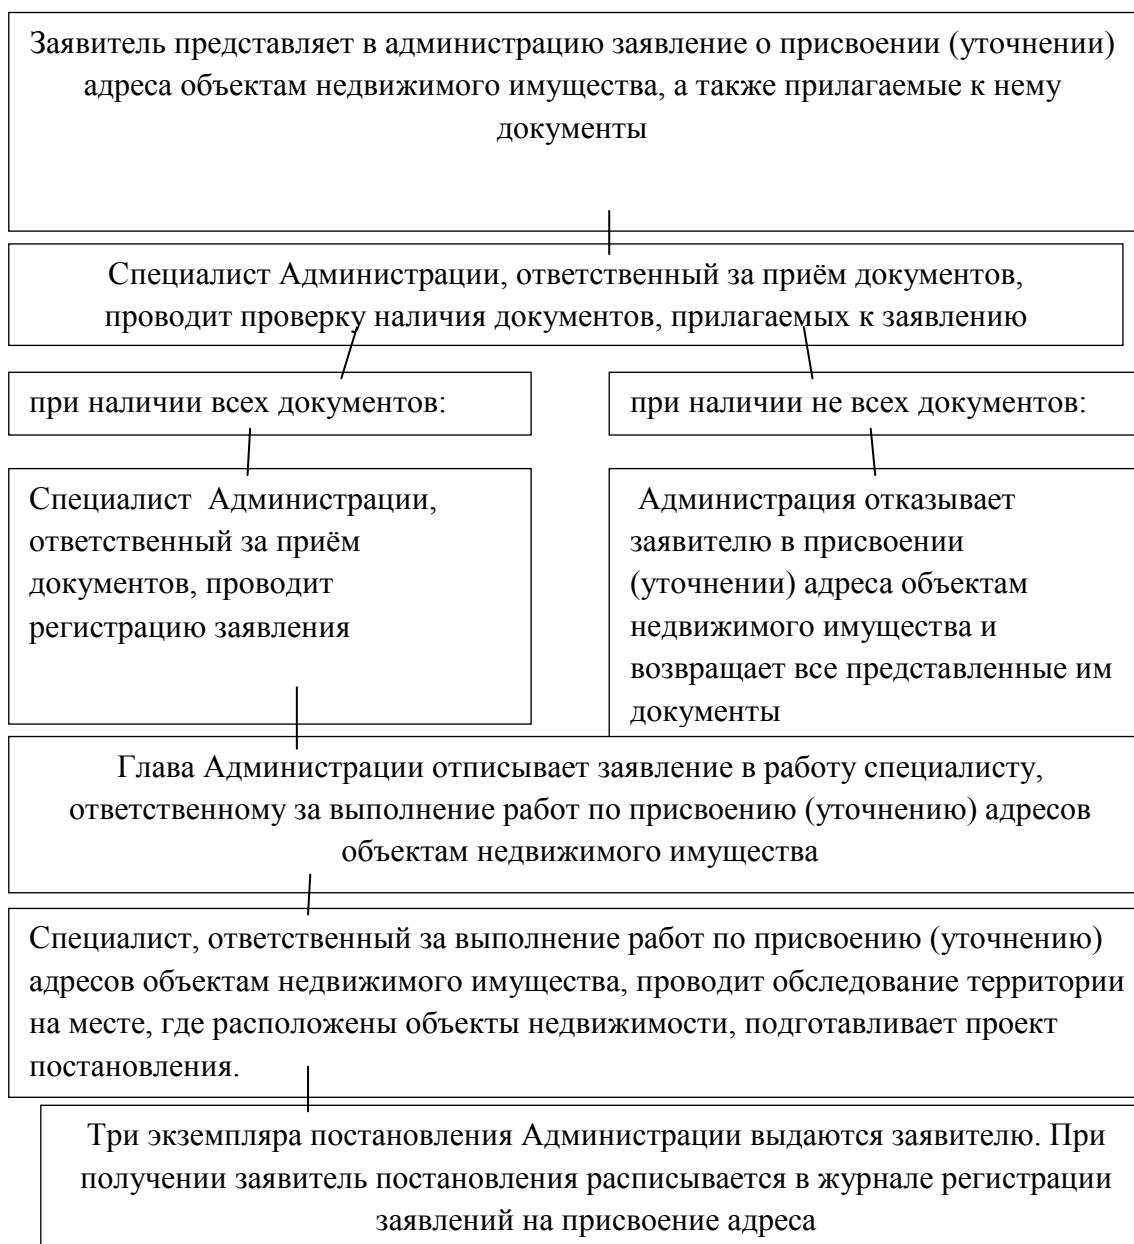 Заявитель представляет в администрацию заявление о присвоении (уточнении)
адреса объектам недвижимого имущества, а также прилагаемые к нему
документы
Специалист Администрации, ответственный за приём документов,
проводит проверку наличия документов, прилагаемых к заявлению
при наличии всех документов:
при наличии не всех документов:
Специалист Администрации,
ответственный за приём
документов, проводит
регистрацию заявления
Администрация отказывает
заявителю в присвоении
(уточнении) адреса объектам
недвижимого имущества и
возвращает все представленные им
документы
Глава Администрации отписывает заявление в работу специалисту,
ответственному за выполнение работ по присвоению (уточнению) адресов
объектам недвижимого имущества
Специалист, ответственный за выполнение работ по присвоению (уточнению)
адресов объектам недвижимого имущества, проводит обследование территории
на месте, где расположены объекты недвижимости, подготавливает проект
постановления.
Три экземпляра постановления Администрации выдаются заявителю. При
получении заявитель постановления расписывается в журнале регистрации
заявлений на присвоение адреса